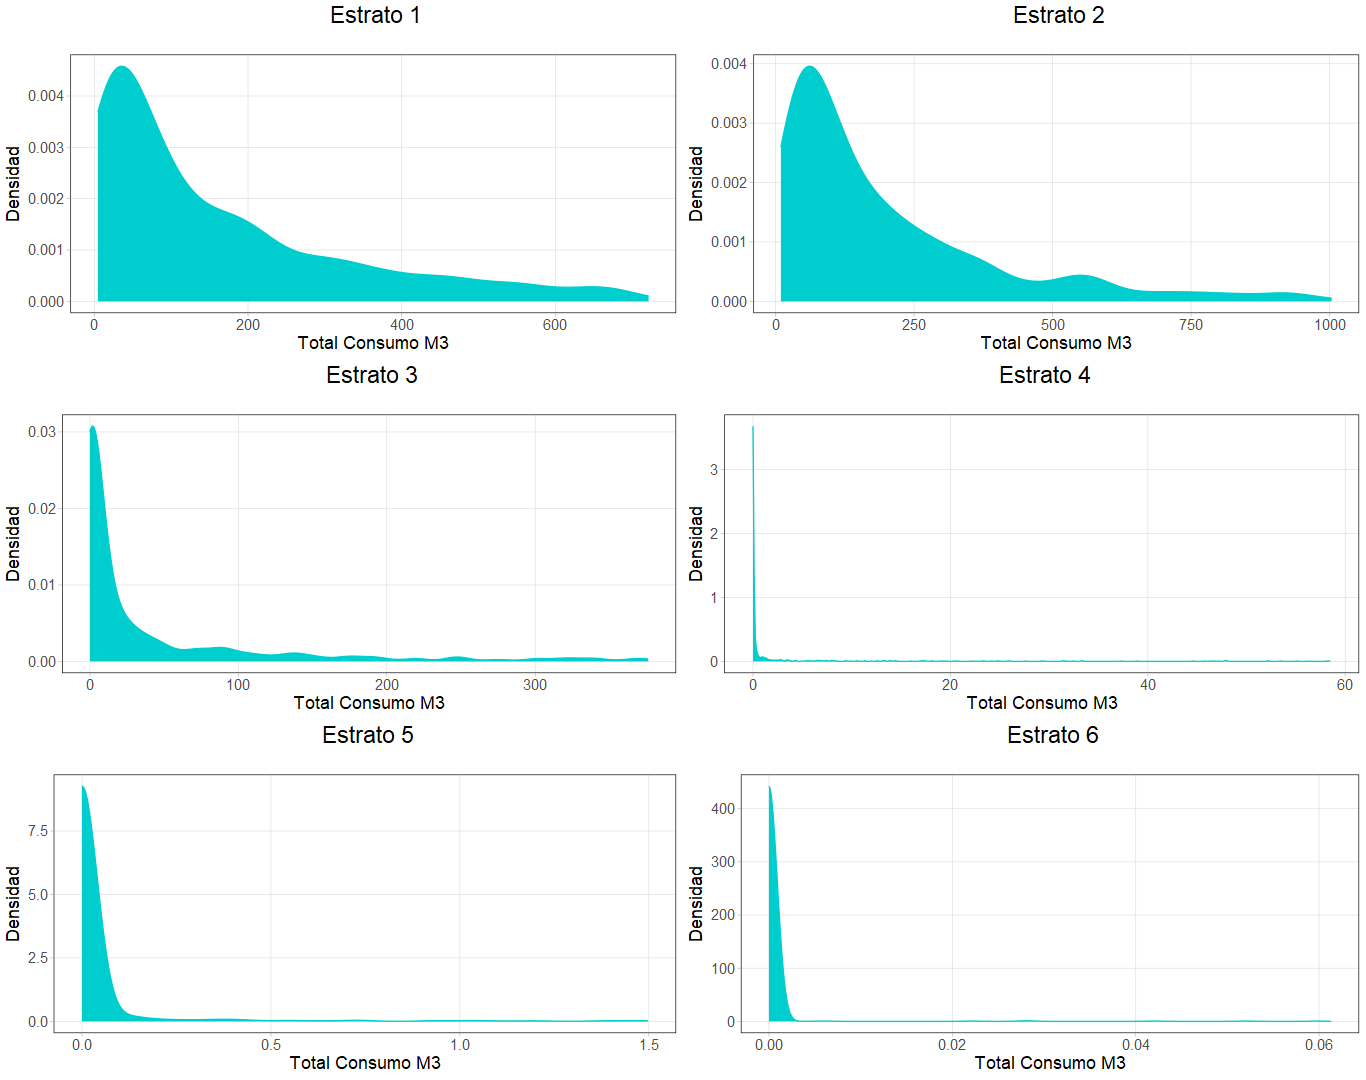 Estrato 1
Densidad
0.004
0.003
0.002
0.001
0.000
0 200 400 600
Total Consumo M3
Estrato 2
Densidad
0.004
0.003
0.002
0.001
0.000
0 250 500 750 1000
Total Consumo M3
Estrato 3
Densidad
0.03
0.02
0.01
0.00
0 100 200 300
Total Consumo M3
Estrato 4
Densidad
3
2
1
0
0 20 40 60
Total Consumo M3
Estrato 5
Densidad
7.5
5.0
2.5
0.0
0.0 0.5 1.0 1.5
Total Consumo M3
Estrato 6
Densidad
400
300
200
100
0
0.00 0.02 0.04 0.06
Total Consumo M3